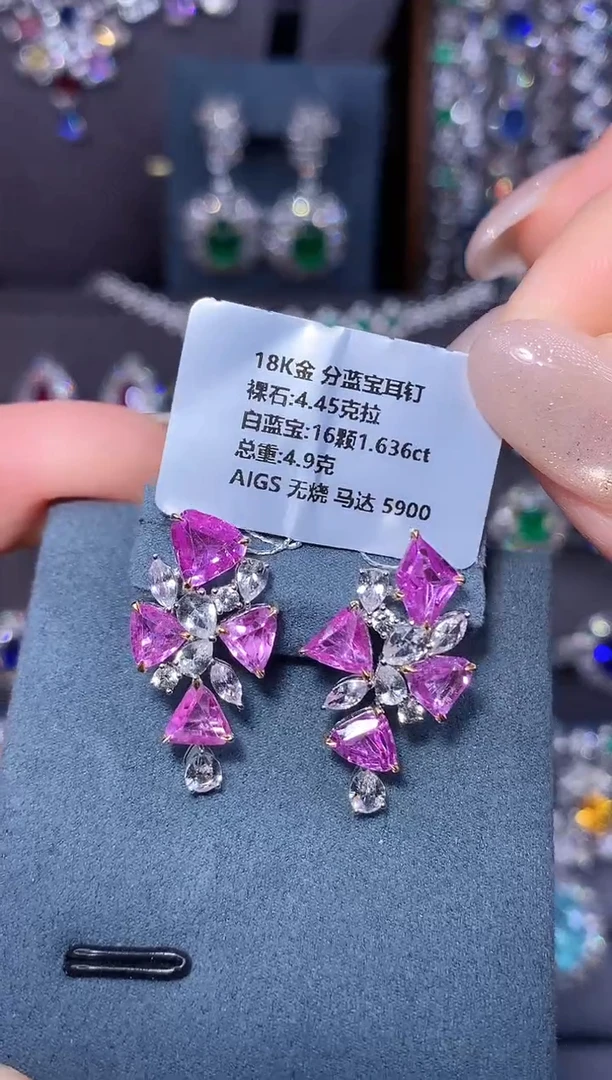 18K金 分蓝宝耳钉
裸石:4.45克拉
白蓝宝:16颗1.636ct
总重:4.9克
AIGS 无烧 马达 5900